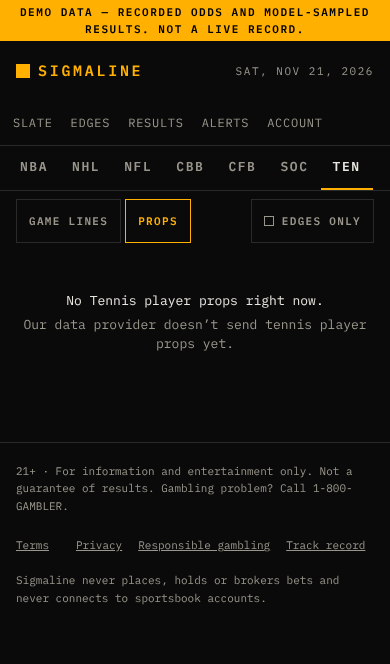 DEMO DATA — RECORDED ODDS AND MODEL-SAMPLED
RESULTS. NOT A LIVE RECORD.
SIGMALINE SAT, NOV 21, 2026
SLATE EDGES RESULTS ALERTS ACCOUNT
NBA NHL NFL CBB CFB SOC TEN
GAME LINES PROPS EDGES ONLY
No Tennis player props right now.
Our data provider doesn’t send tennis player
props yet.
21+ · For information and entertainment only. Not a
guarantee of results. Gambling problem? Call 1-800-
GAMBLER.
Terms Privacy Responsible gambling Track record
Sigmaline never places, holds or brokers bets and
never connects to sportsbook accounts.